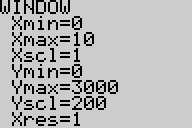 WINDOW
Xmin=0
Xmax=10
Xscl=1
Ymin=0
Ymax=3000
Yscl=200
Xres=1